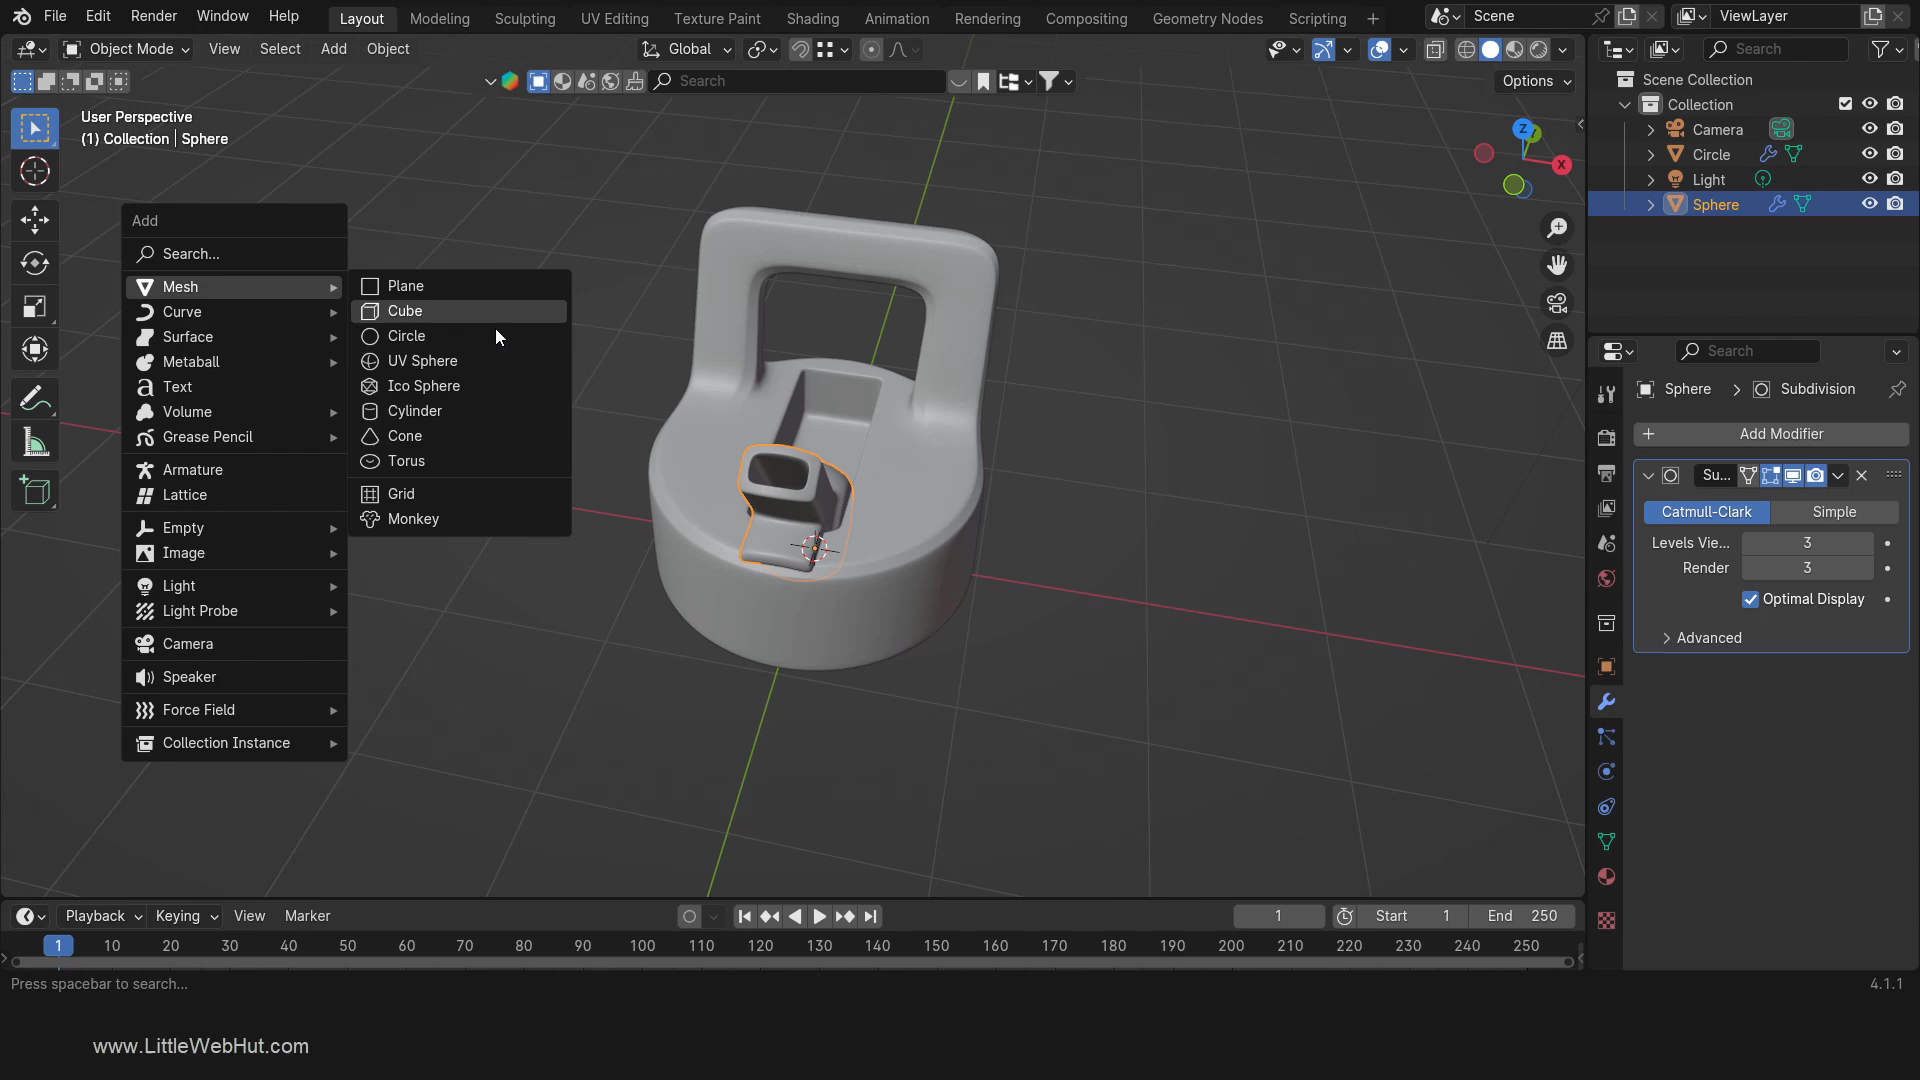 File Edit Render Window Help Layout Modeling Sculpting UV Editing Texture Paint Shading Animation Rendering Compositing Geometry Nodes Scripting + Scene ViewLayer
Object Mode View Select Add Object Global Search
Search Options
User Perspective
(1) Collection | Sphere
Z
X
Scene Collection
Collection
Camera
Circle
Light
Sphere
Add
Search...
Mesh
Curve
Surface
Metaball
Text
Volume
Grease Pencil
Armature
Lattice
Empty
Image
Light
Light Probe
Camera
Speaker
Force Field
Collection Instance
Plane
Cube
Circle
UV Sphere
Ico Sphere
Cylinder
Cone
Torus
Grid
Monkey
Search
Sphere > Subdivision
+ Add Modifier
Su...
Catmull-Clark Simple
Levels Vie... 3
Render 3
Optimal Display
Advanced
Playback Keying View Marker 1 Start 1 End 250
1 10 20 30 40 50 60 70 80 90 100 110 120 130 140 150 160 170 180 190 200 210 220 230 240 250
Press spacebar to search... 4.1.1
www.LittleWebHut.com